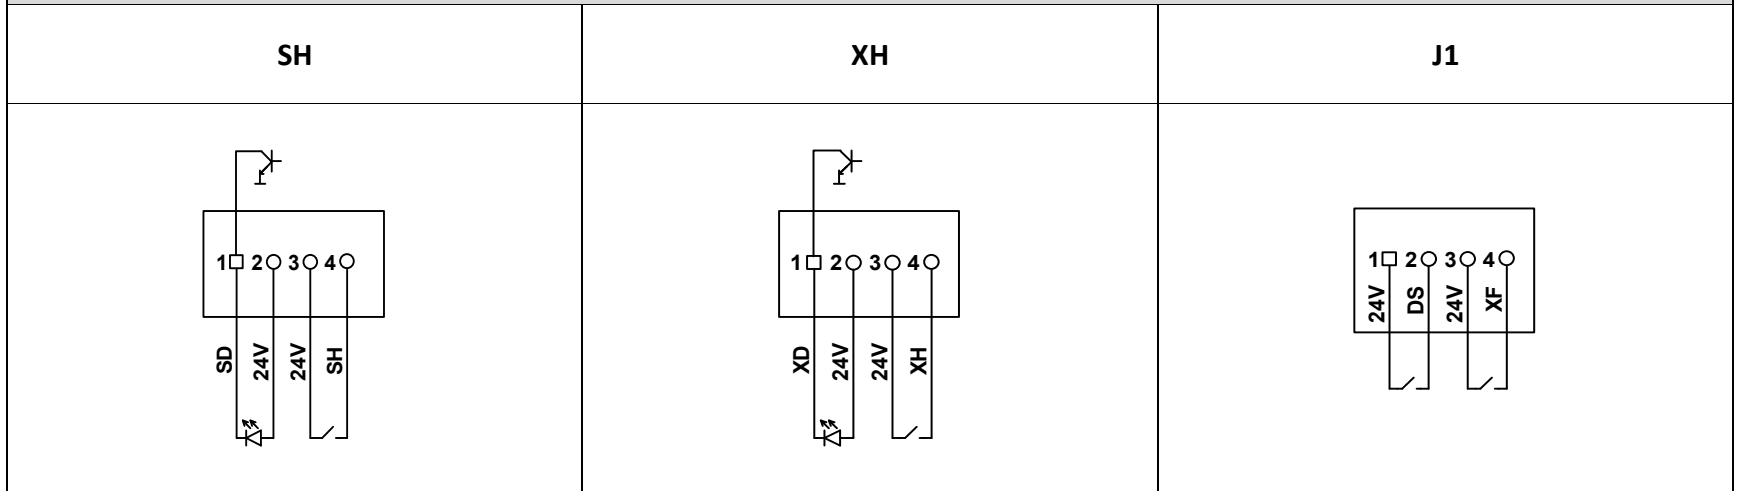 SH
XH
J1
1 2 3 4
SD 24V 24V SH
1 2 3 4
XD 24V 24V XH
1 2 3 4
24V DS 24V XF